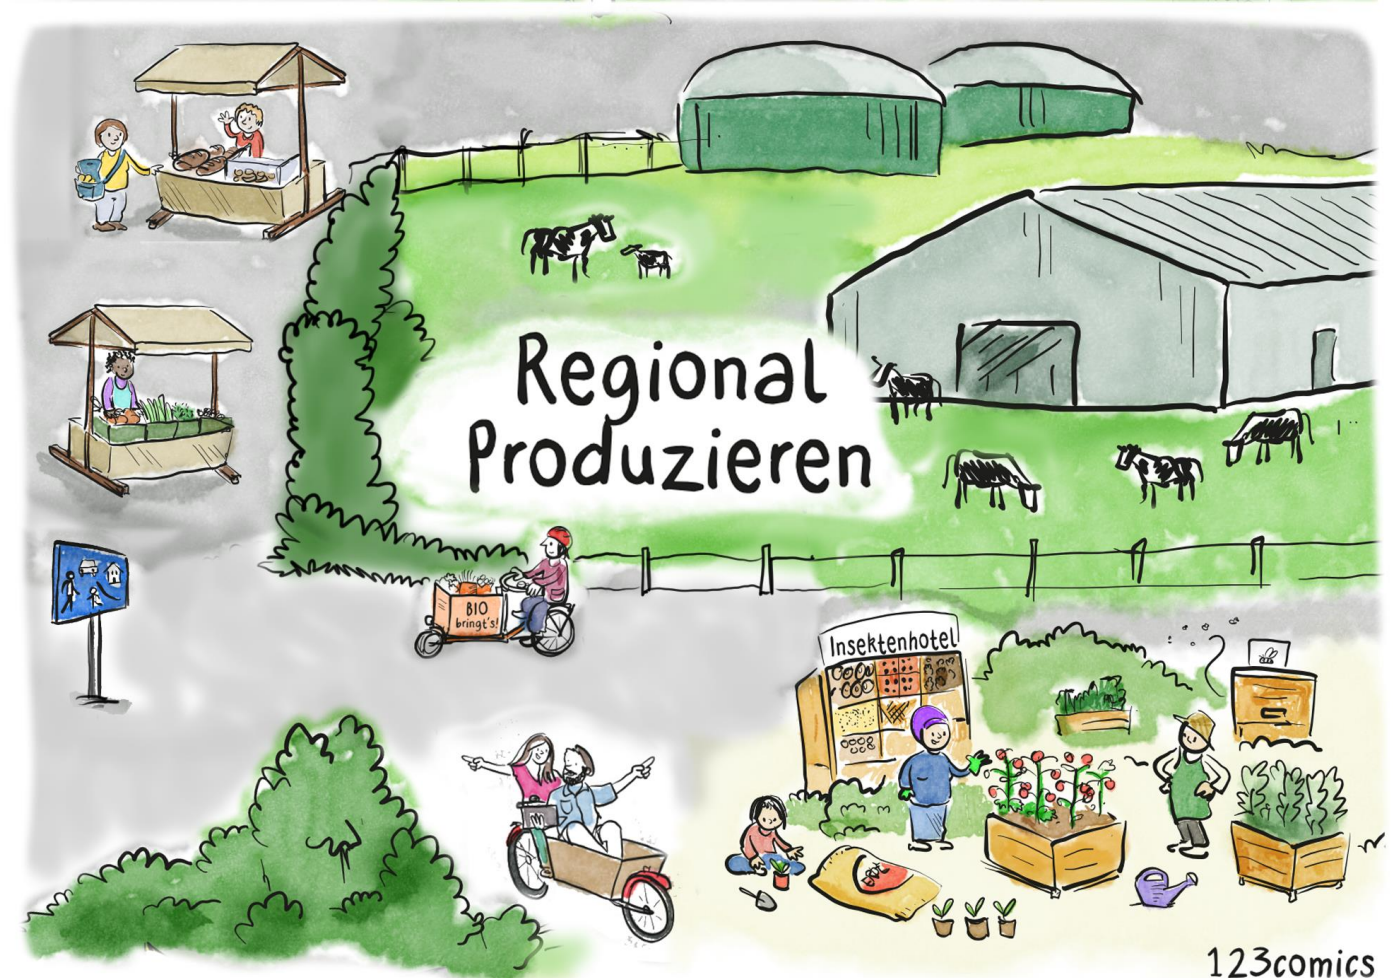 Regional
Produzieren
BIO
bringt's!
Insektenhotel
123comics